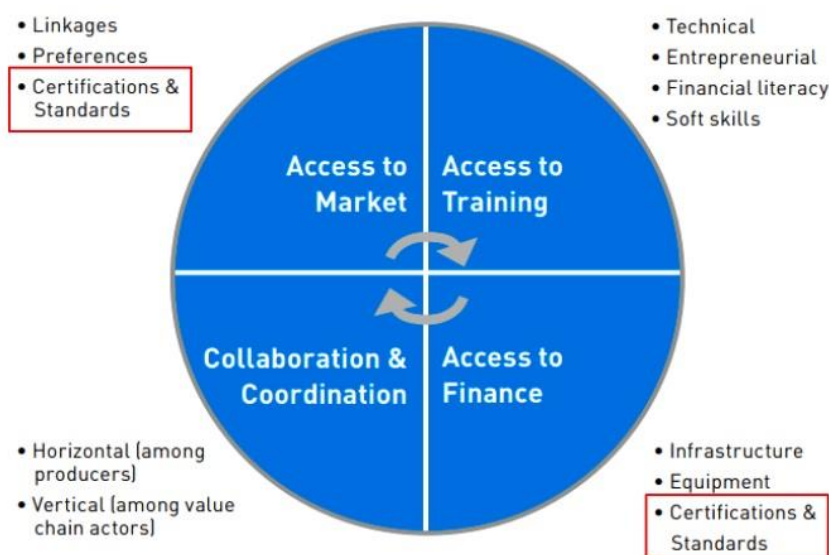 • Linkages
• Preferences
• Certifications &
Standards
• Technical
• Entrepreneurial
• Financial literacy
• Soft skills
Access to
Market
Access to
Training
Collaboration &
Coordination
Access to
Finance
• Horizontal (among
producers)
• Vertical (among value
chain actors)
• Infrastructure
• Equipment
• Certifications &
Standards